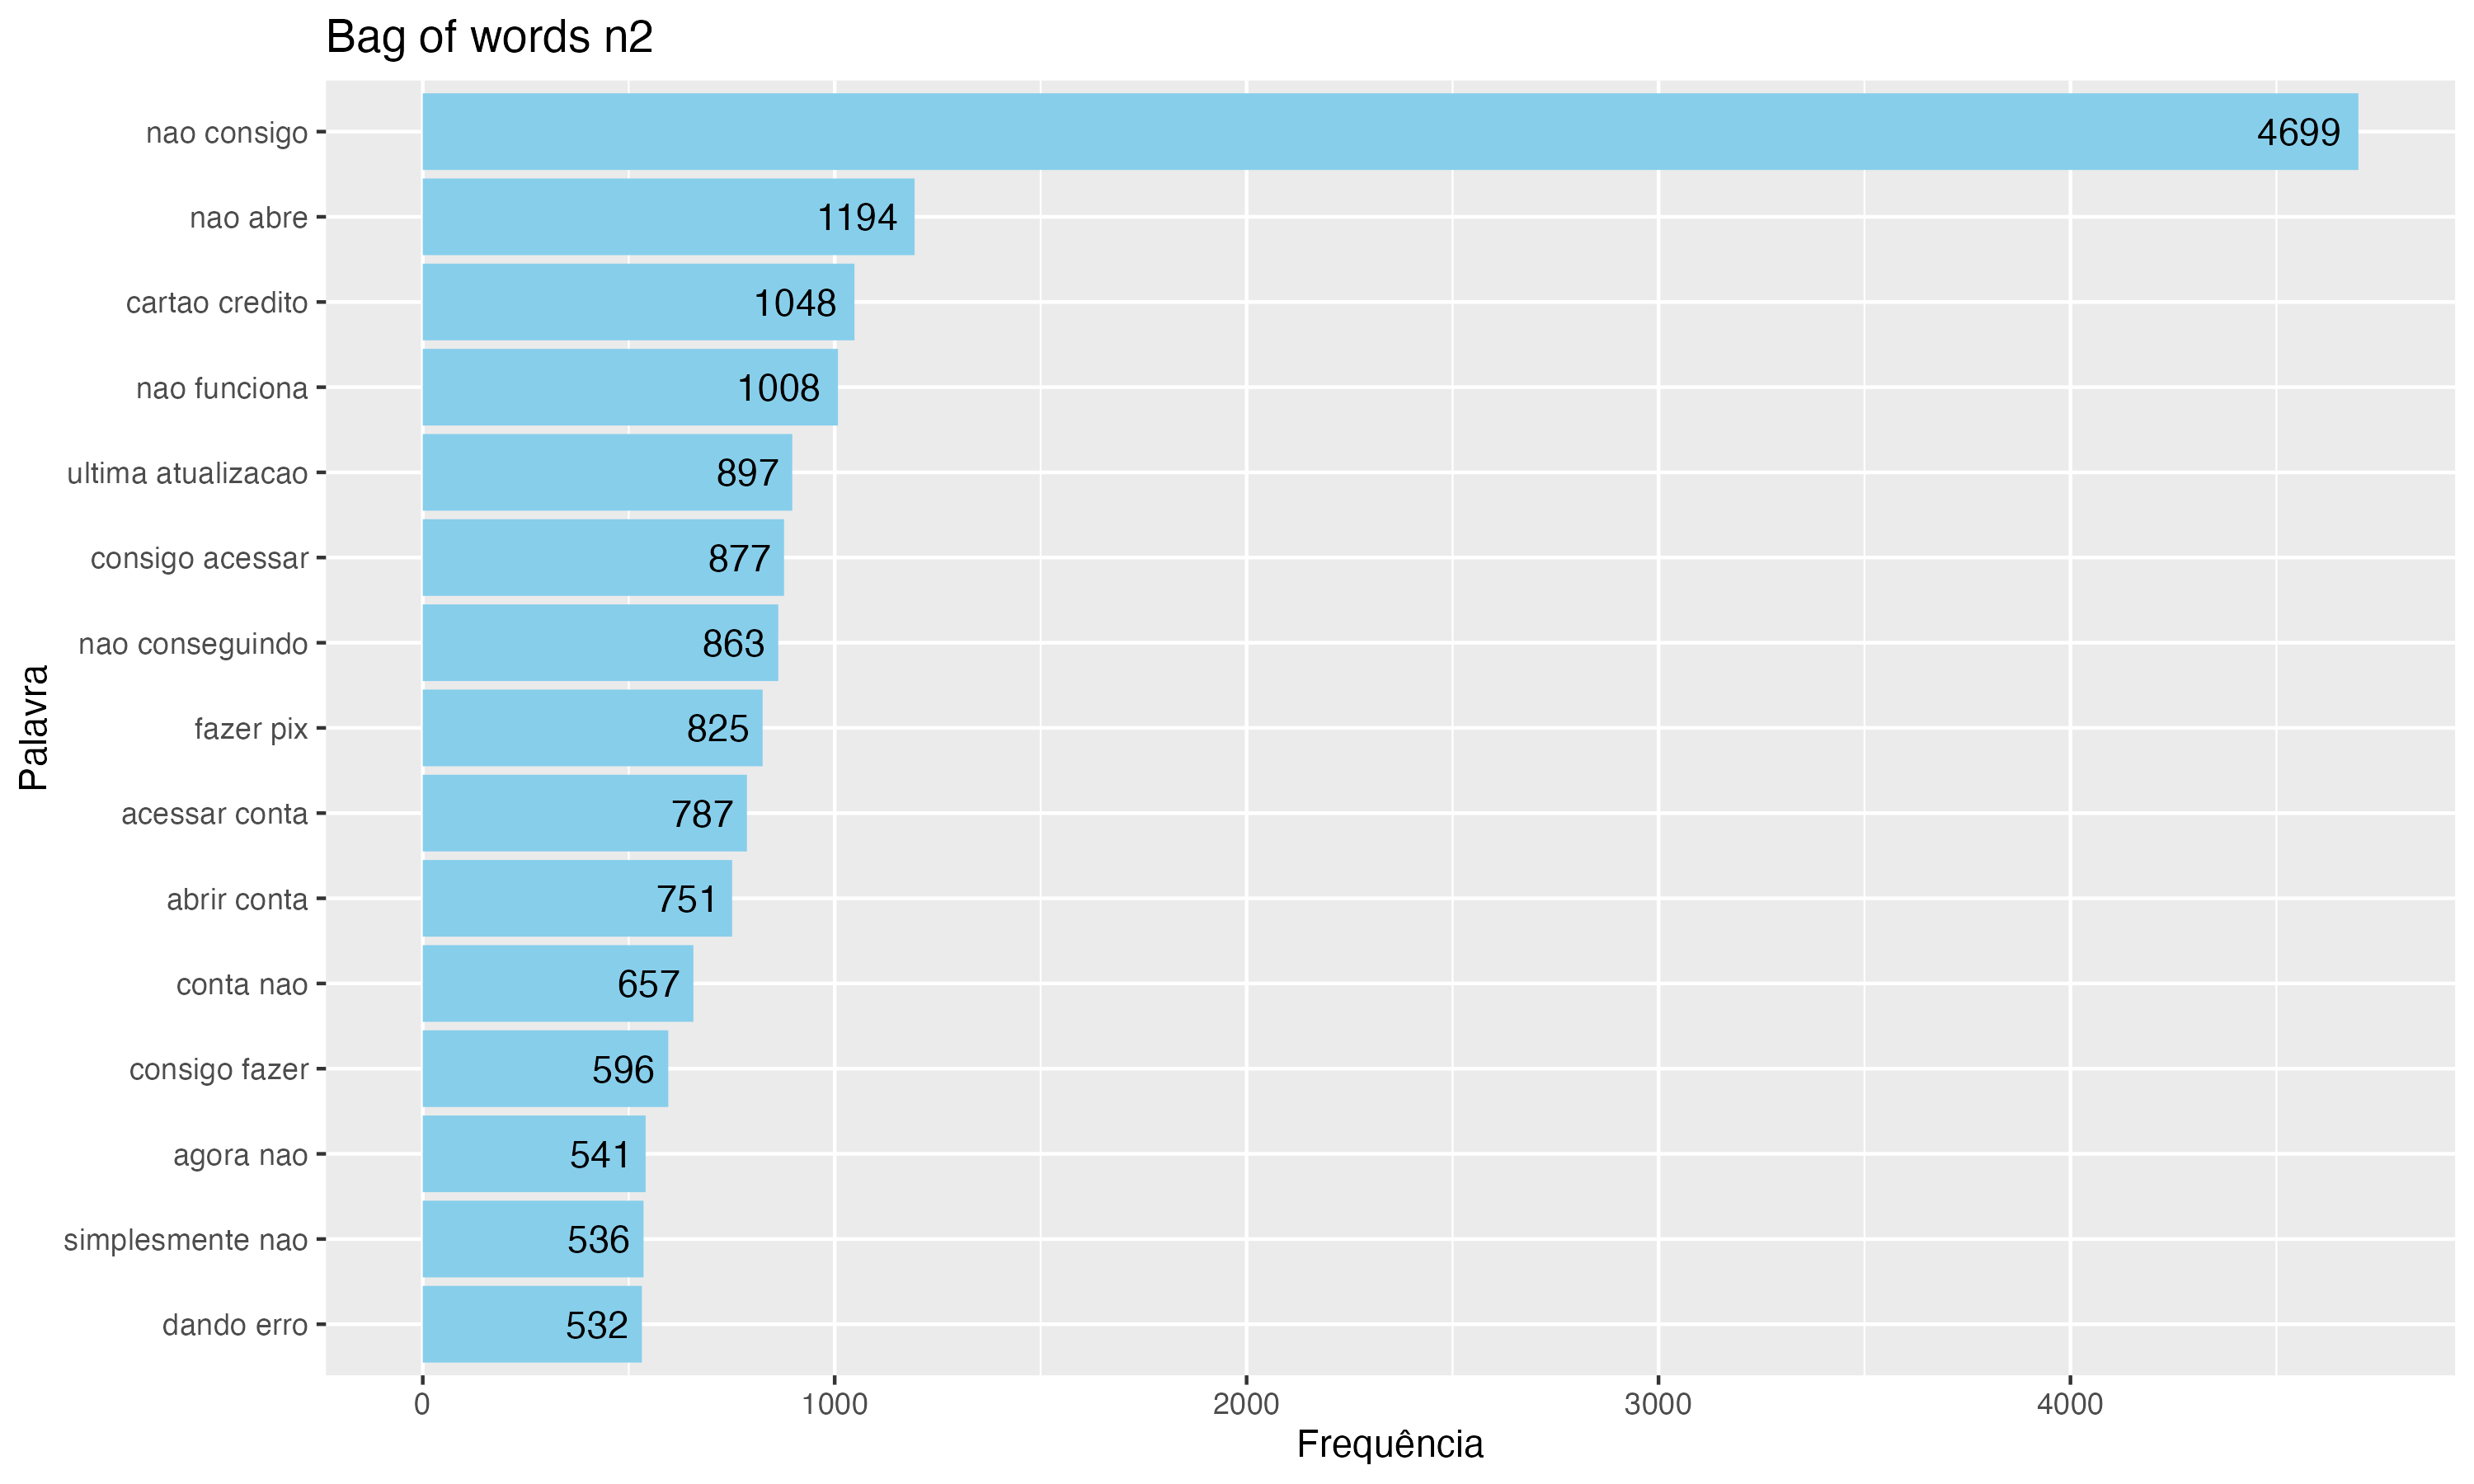 Bag of words n2
Palavra
nao consigo 4699
nao abre 1194
cartao credito 1048
nao funciona 1008
ultima atualizacao 897
consigo acessar 877
nao conseguindo 863
fazer pix 825
acessar conta 787
abrir conta 751
conta nao 657
consigo fazer 596
agora nao 541
simplesmente nao 536
dando erro 532
0 1000 2000 3000 4000
Frequência